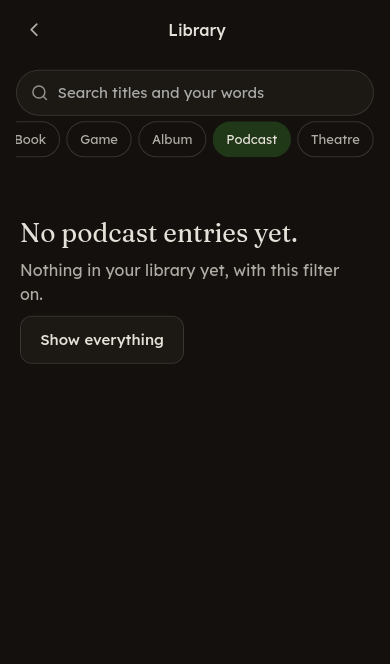 Library
Search titles and your words
Book Game Album Podcast Theatre
No podcast entries yet.
Nothing in your library yet, with this filter
on.
Show everything